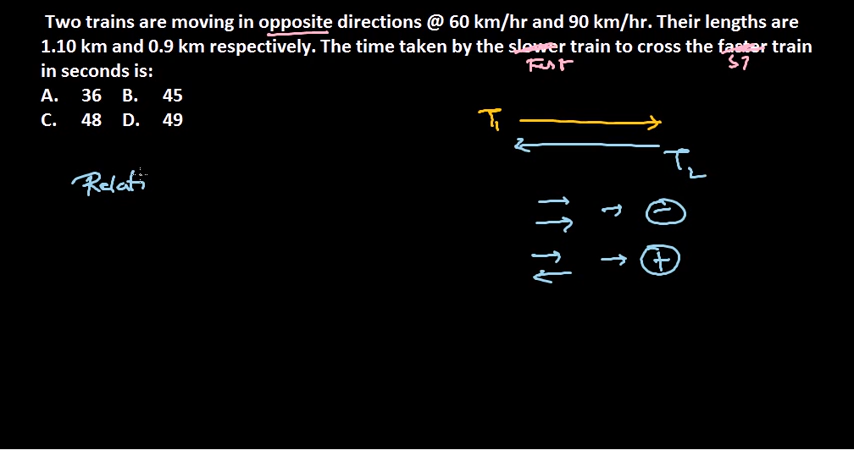 Two trains are moving in opposite directions @ 60 km/hr and 90 km/hr. Their lengths are
1.10 km and 0.9 km respectively. The time taken by the slower train to cross the faster train
in seconds is:
Fast
A. 36 B. 45
C. 48 D. 49
T1
T2
Relati
-
+